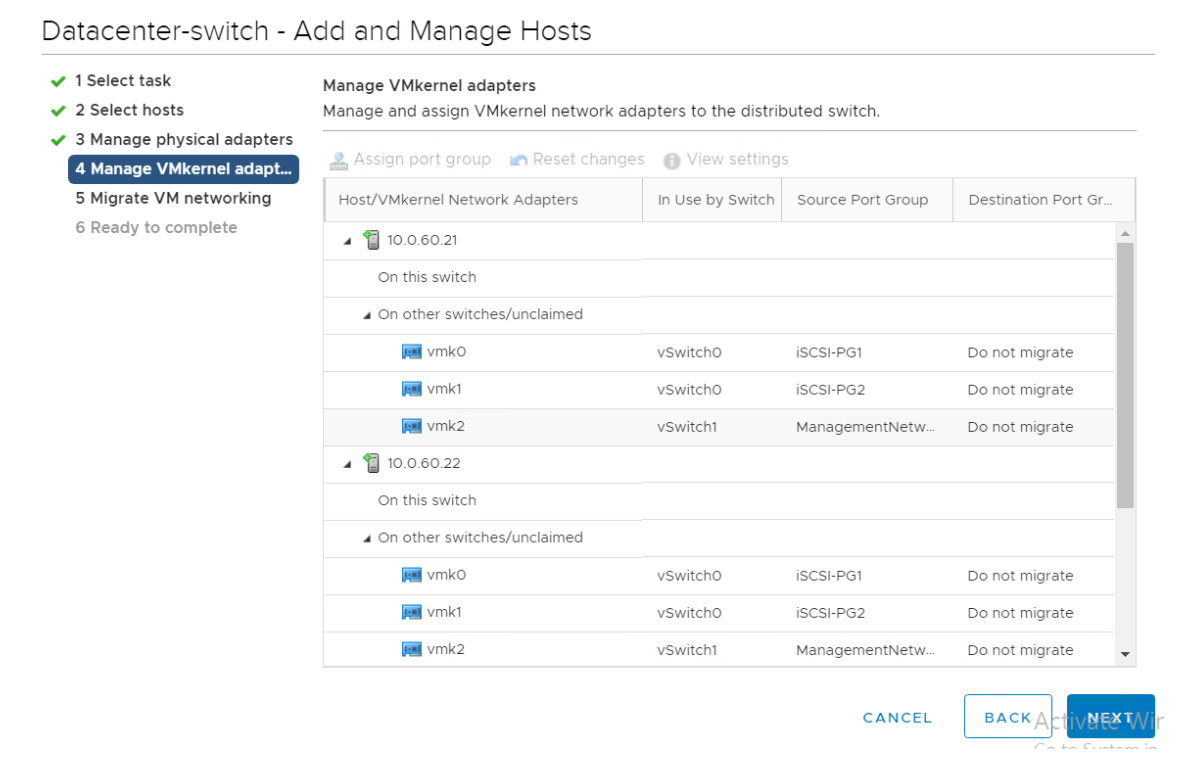 Datacenter-switch - Add and Manage Hosts
1 Select task
2 Select hosts
3 Manage physical adapters
4 Manage VMkernel adapt...
5 Migrate VM networking
6 Ready to complete
Manage VMkernel adapters
Manage and assign VMkernel network adapters to the distributed switch.
Assign port group Reset changes View settings
Host/VMkernel Network Adapters In Use by Switch Source Port Group Destination Port Gr...
10.0.60.21
On this switch
On other switches/unclaimed
vmk0 vSwitch0 iSCSI-PG1 Do not migrate
vmk1 vSwitch0 iSCSI-PG2 Do not migrate
vmk2 vSwitch1 ManagementNetw... Do not migrate
10.0.60.22
On this switch
On other switches/unclaimed
vmk0 vSwitch0 iSCSI-PG1 Do not migrate
vmk1 vSwitch0 iSCSI-PG2 Do not migrate
vmk2 vSwitch1 ManagementNetw... Do not migrate
CANCEL BACK NEXT
Activate Wir
Go to System in